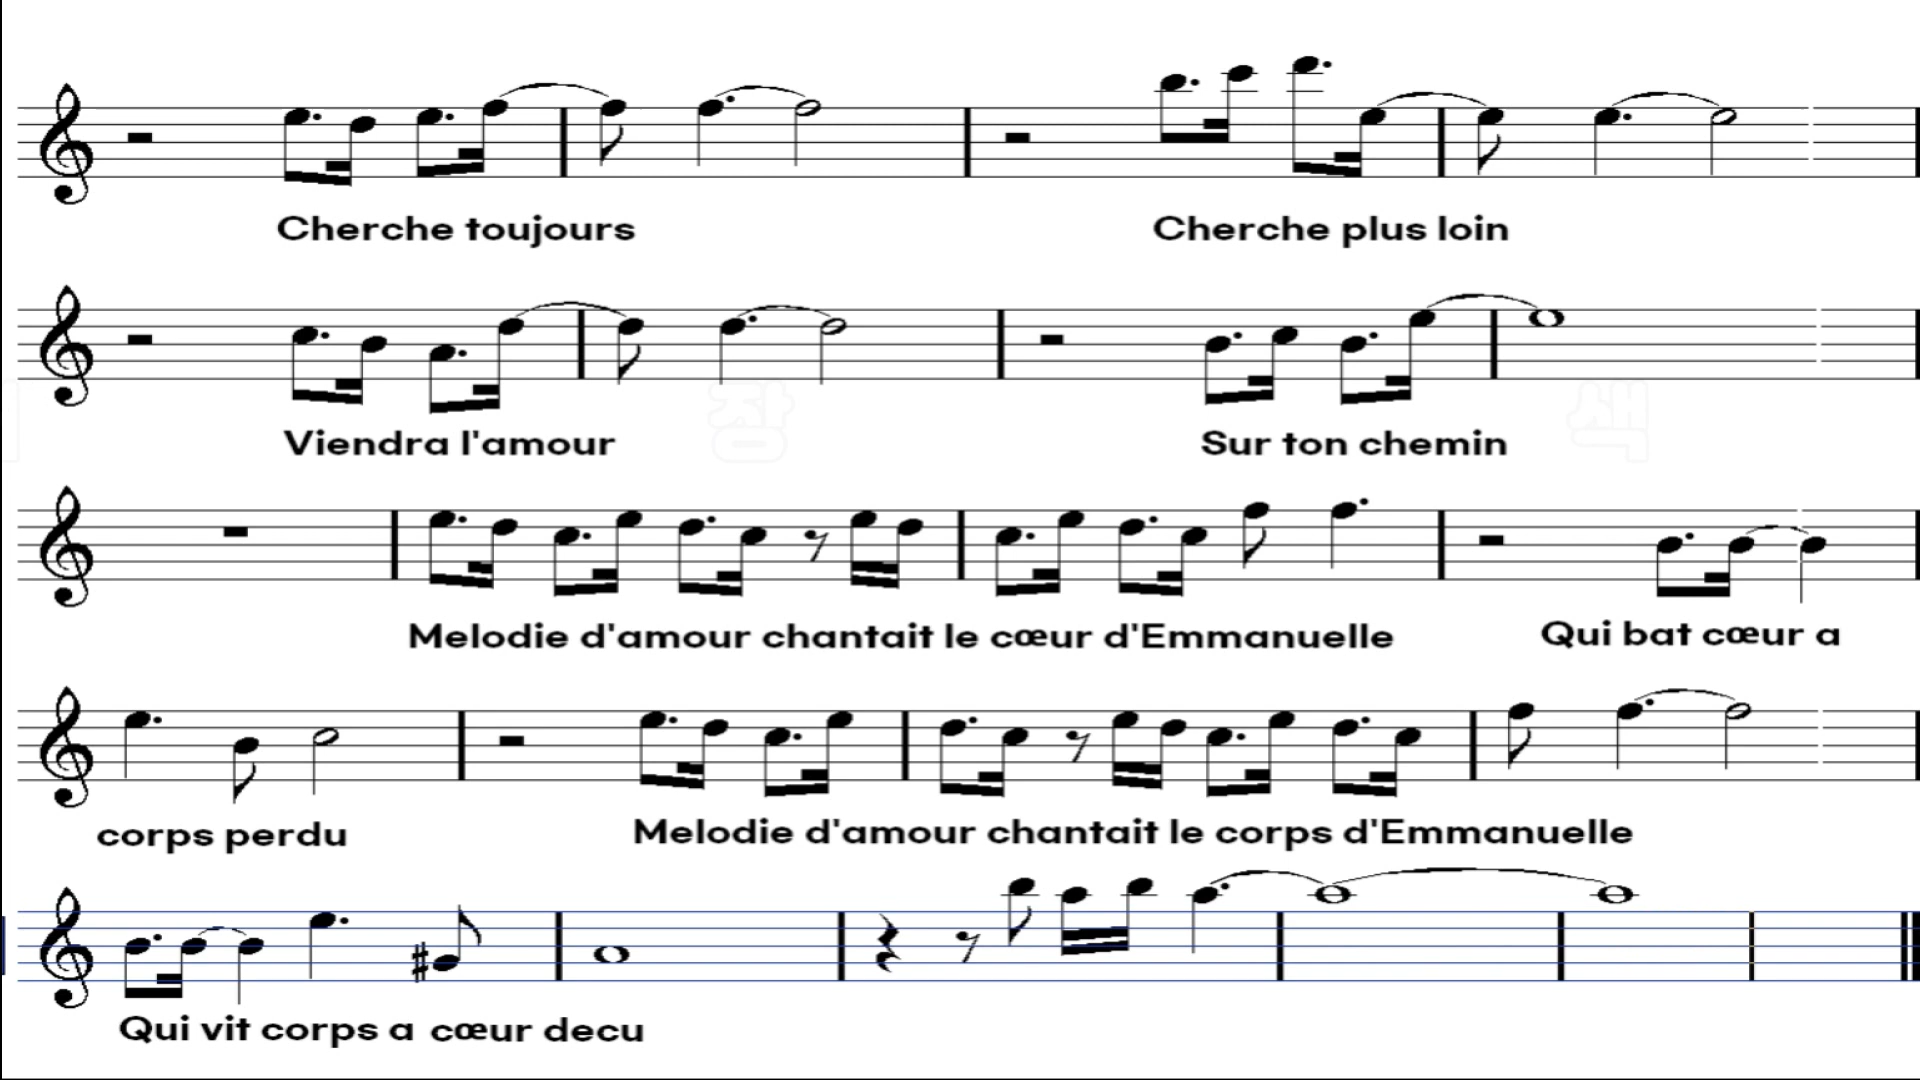 Cherche toujours Cherche plus loin
Viendra l'amour Sur ton chemin
Melodie d'amour chantait le cœur d'Emmanuelle Qui bat cœur a
corps perdu Melodie d'amour chantait le corps d'Emmanuelle
Qui vit corps a cœur decu